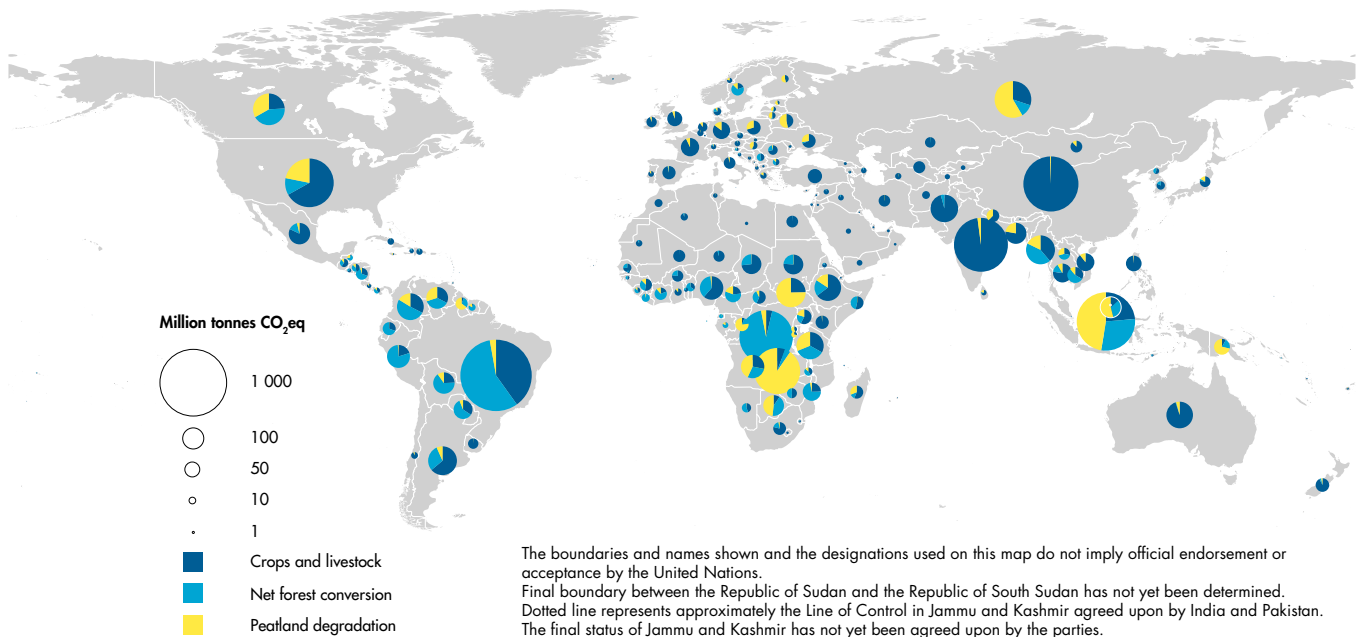 Million tonnes CO₂eq
1 000
100
50
10
1
Crops and livestock
Net forest conversion
Peatland degradation
The boundaries and names shown and the designations used on this map do not imply official endorsement or
acceptance by the United Nations.
Final boundary between the Republic of Sudan and the Republic of South Sudan has not yet been determined.
Dotted line represents approximately the Line of Control in Jammu and Kashmir agreed upon by India and Pakistan.
The final status of Jammu and Kashmir has not yet been agreed upon by the parties.